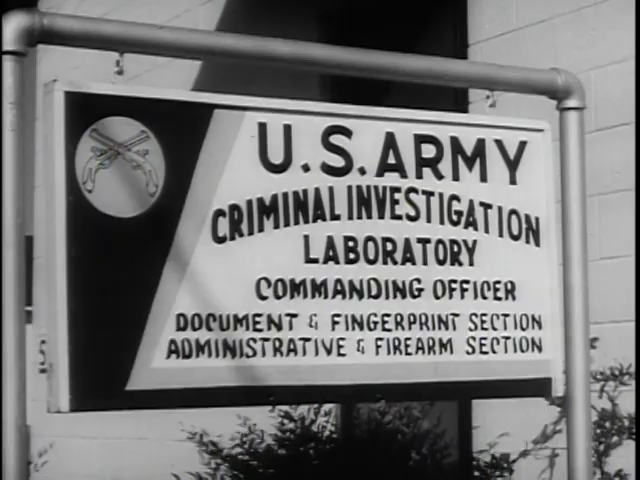 U.S. ARMY
CRIMINAL INVESTIGATION
LABORATORY
COMMANDING OFFICER
DOCUMENT & FINGERPRINT SECTION
ADMINISTRATIVE & FIREARM SECTION